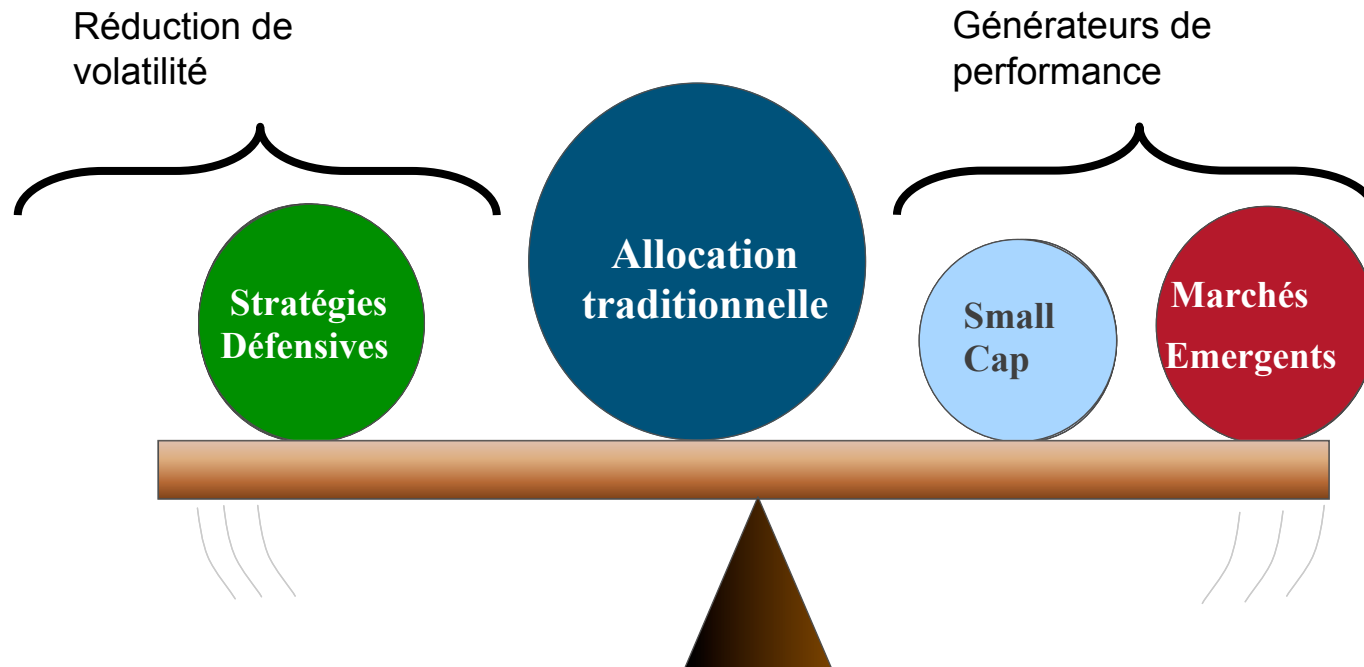 Réduction de
volatilité
Générateurs de
performance
Stratégies
Défensives
Allocation
traditionnelle
Small
Cap
Marchés
Emergents